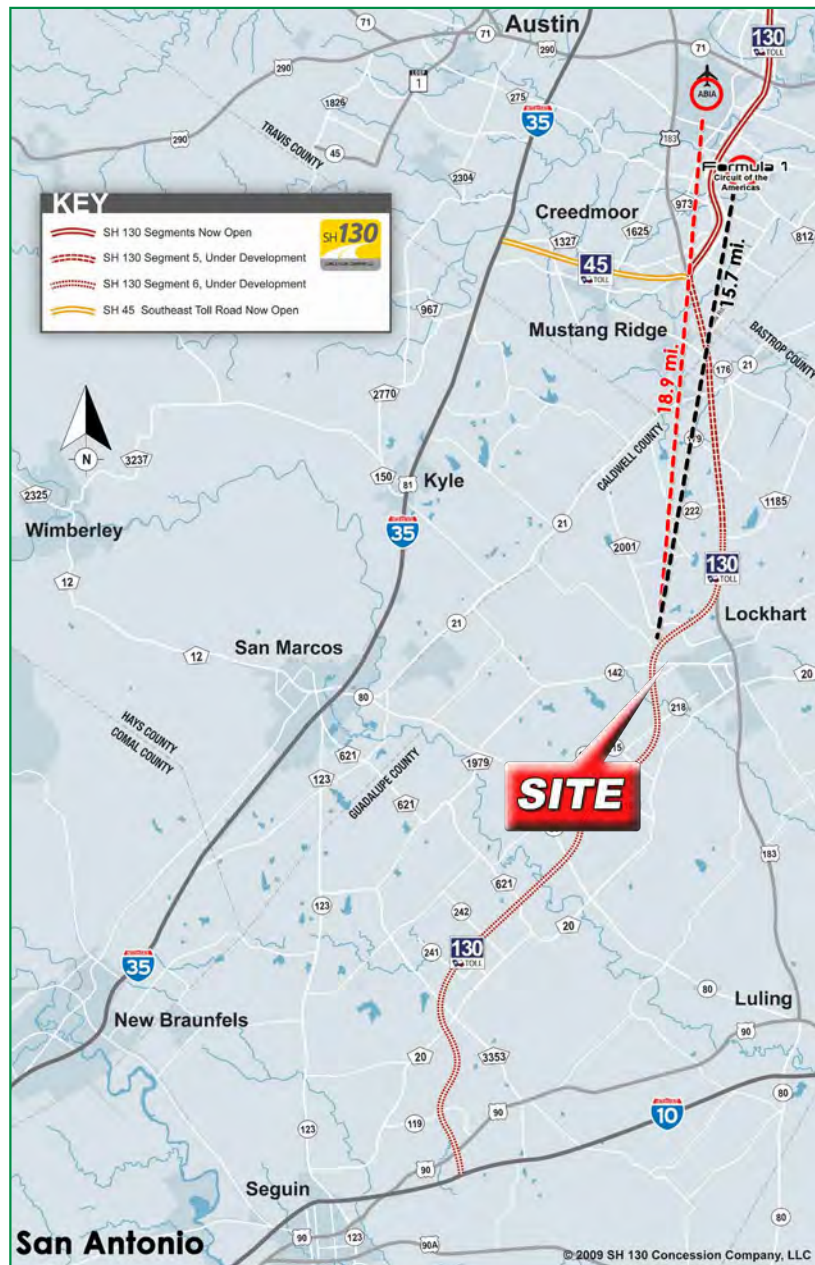 Austin
71
290
71
290
71
130
TOLL
ABIA
290
LOOP
1
1826
275
35
183
TRAVIS COUNTY
45
290
2304
Formula 1
Circuit of the
Americas
973
812
KEY
SH 130 Segments Now Open
SH 130 Segment 5, Under Development
SH 130 Segment 6, Under Development
SH 45 Southeast Toll Road Now Open
SH 130
Creedmoor
1327
1625
45
TOLL
967
Mustang Ridge
15.7 mi.
18.9 mi.
BASTROP COUNTY
176
21
2770
N
3237
CALDWELL COUNTY
150
81
Kyle
2325
Wimberley
35
21
222
1185
2001
12
130
TOLL
Lockhart
San Marcos
21
12
142
20
80
218
HAYS COUNTY
COMAL COUNTY
621
1979
123
GUADALUPE COUNTY
621
SITE
183
621
123
242
20
241
130
TOLL
35
80
Luling
New Braunfels
90
20
3353
80
90
10
123
119
90
Seguin
80
San Antonio
90
123
90A
© 2009 SH 130 Concession Company, LLC